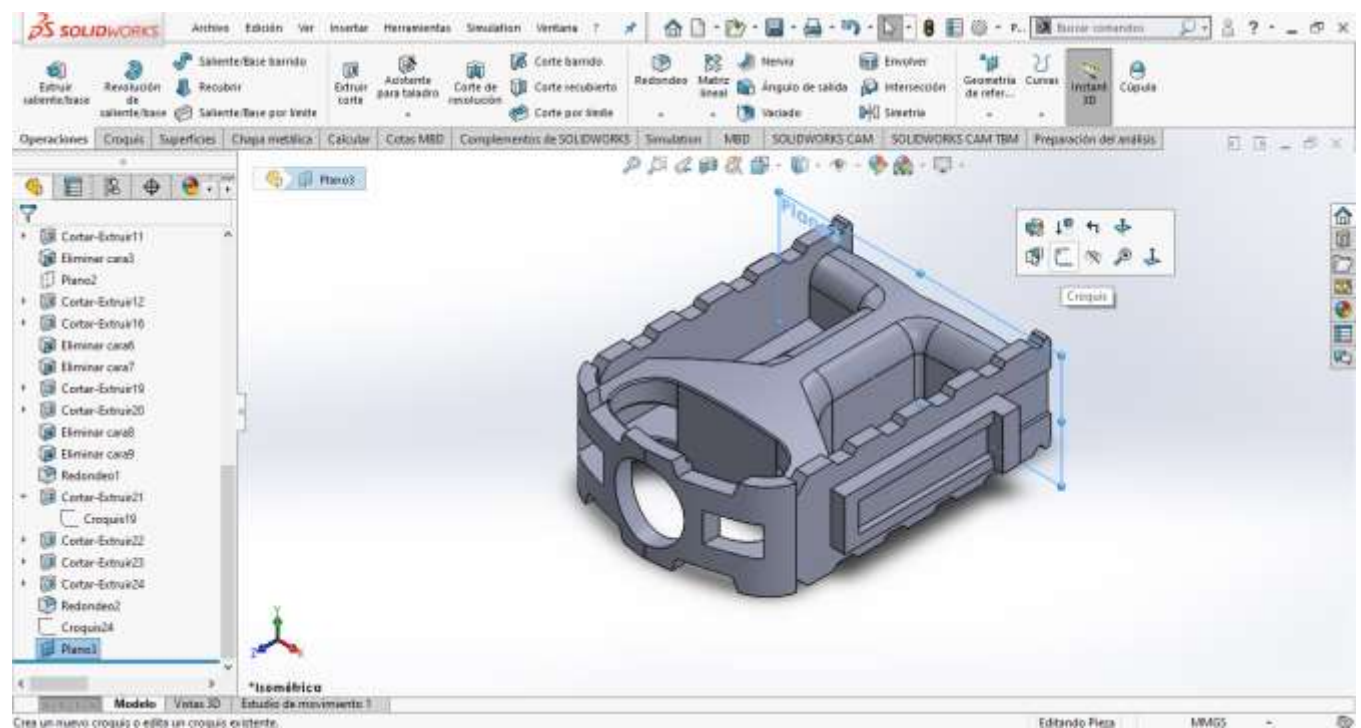 SOLIDWORKS
Archivo Edición Ver Insertar Herramientas Simulation Ventana ?
P...
Buscar comandos
Extruir saliente/base
Revolución de saliente/base
Saliente/Base barrido
Recubrir
Saliente/Base por límite
Extruir corte
Asistente para taladro
Corte de revolución
Corte barrido
Corte recubierto
Corte por límite
Redondeo
Matriz lineal
Nervio
Ángulo de salida
Vaciado
Envolver
Intersección
Simetría
Geometría de refer...
Curvas
Instant 3D
Cúpula
Operaciones Croquis Superficies Chapa metálica Calcular Cotas MBD Complementos de SOLIDWORKS Simulation MBD SOLIDWORKS CAM SOLIDWORKS CAM TBM Preparación del análisis
Plano3
Cortar-Extruir11
Eliminar cara3
Plano2
Cortar-Extruir12
Cortar-Extruir16
Eliminar cara6
Eliminar cara7
Cortar-Extruir19
Cortar-Extruir20
Eliminar cara8
Eliminar cara9
Redondeo1
Cortar-Extruir21
Croquis19
Cortar-Extruir22
Cortar-Extruir23
Cortar-Extruir24
Redondeo2
Croquis24
Plano3
Croquis
Y
Z
*Isométrica
Modelo Vistas 3D Estudio de movimiento 1
Crea un nuevo croquis o edita un croquis existente.
Editando Pieza
MMGS